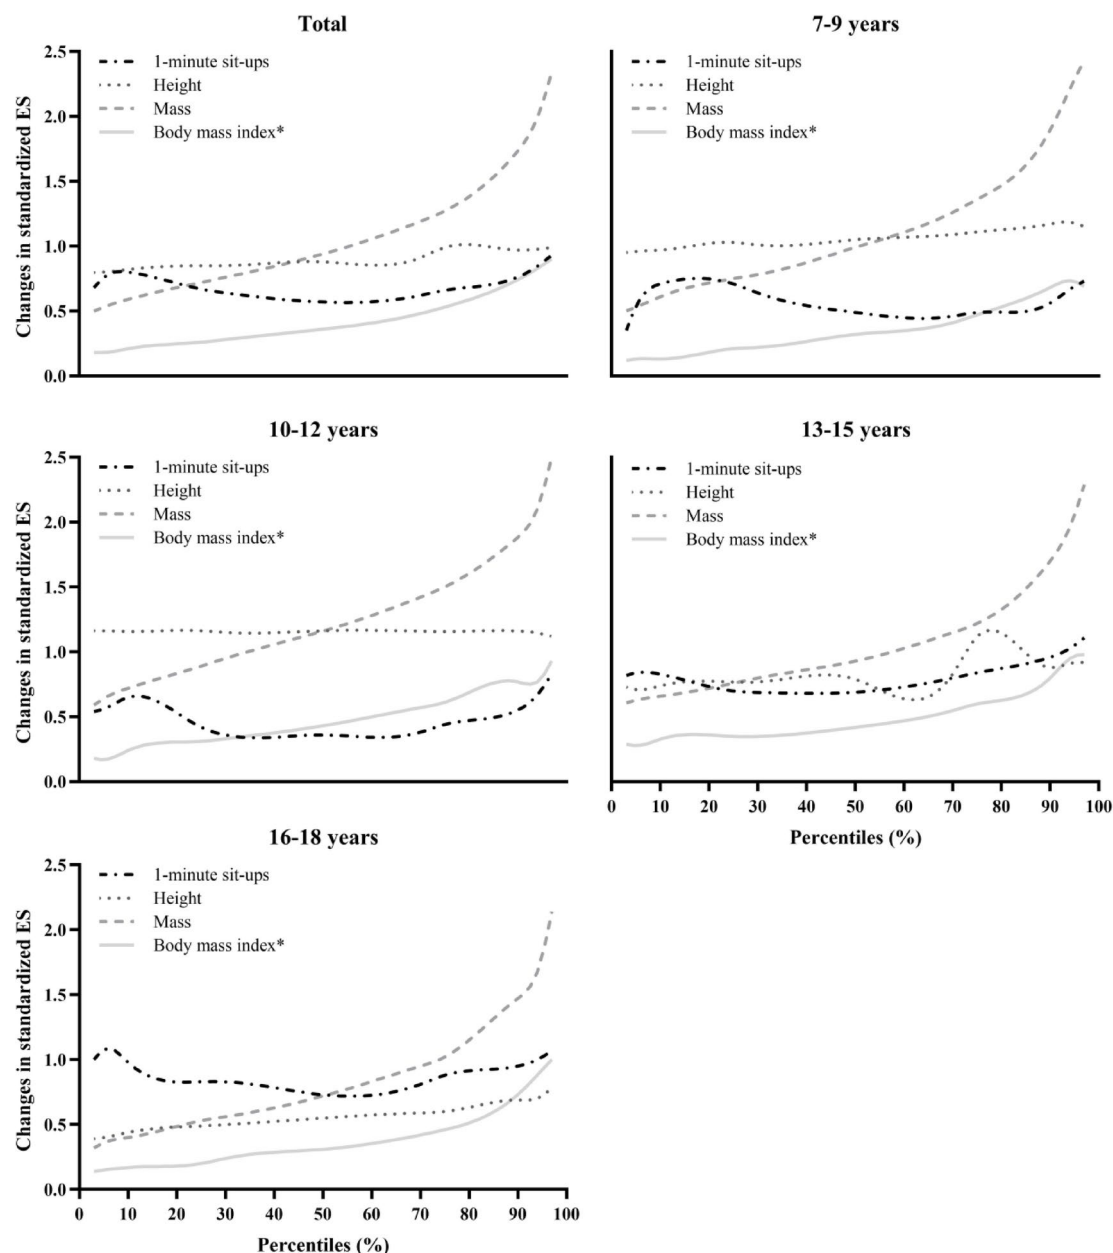 Total
2.5
2.0
1.5
1.0
0.5
0.0
Changes in standardized ES
1-minute sit-ups
Height
Mass
Body mass index*
7-9 years
1-minute sit-ups
Height
Mass
Body mass index*
10-12 years
2.5
2.0
1.5
1.0
0.5
0.0
Changes in standardized ES
1-minute sit-ups
Height
Mass
Body mass index*
13-15 years
1-minute sit-ups
Height
Mass
Body mass index*
0 10 20 30 40 50 60 70 80 90 100
Percentiles (%)
16-18 years
2.5
2.0
1.5
1.0
0.5
0.0
Changes in standardized ES
1-minute sit-ups
Height
Mass
Body mass index*
0 10 20 30 40 50 60 70 80 90 100
Percentiles (%)